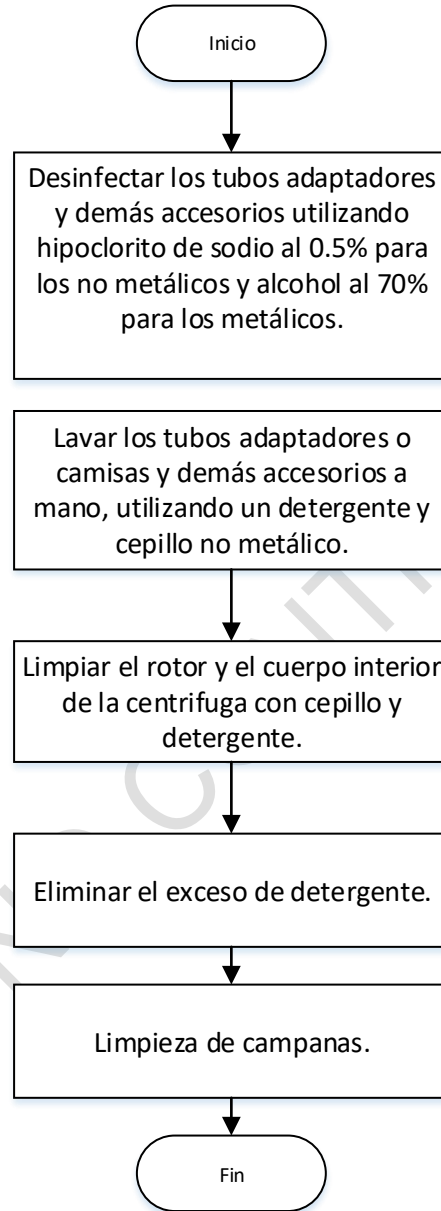 Inicio
Desinfectar los tubos adaptadores
y demás accesorios utilizando
hipoclorito de sodio al 0.5% para
los no metálicos y alcohol al 70%
para los metálicos.
Lavar los tubos adaptadores o
camisas y demás accesorios a
mano, utilizando un detergente y
cepillo no metálico.
Limpiar el rotor y el cuerpo interior
de la centrifuga con cepillo y
detergente.
Eliminar el exceso de detergente.
Limpieza de campanas.
Fin